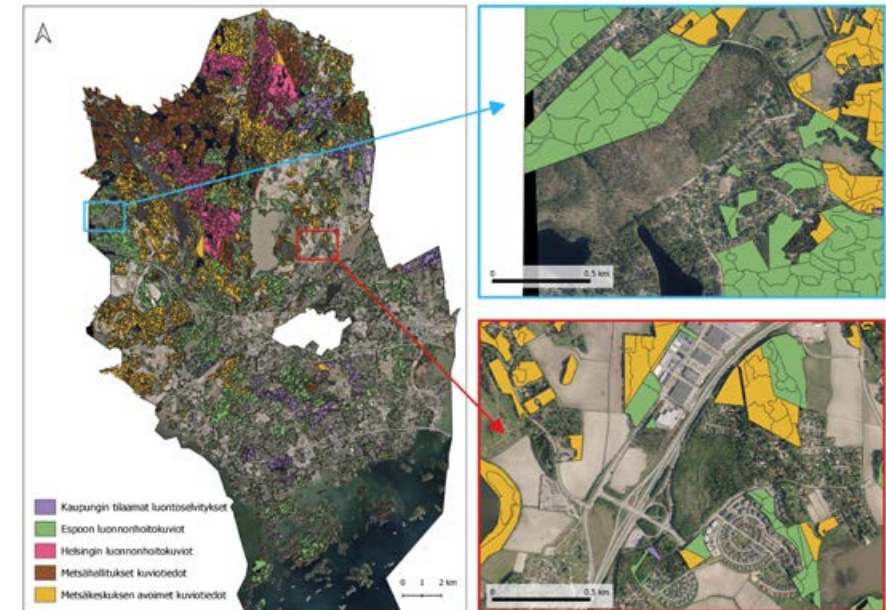 Kaupungin tilaamat luontoselvitykset
Espoon luonnonhoitokuviot
Helsingin luonnonhoitokuviot
Metsähallitukset kuviotiedot
Metsäkeskuksen avoimet kuviotiedot
0 1 2 km
0 0.5 km
0 0.5 km